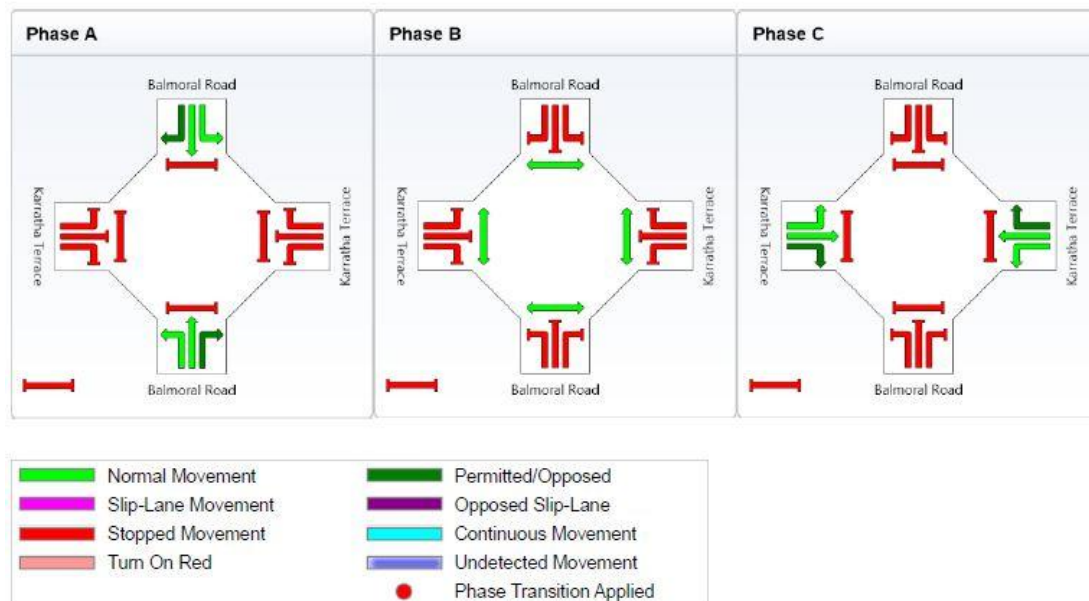 Phase A
Phase B
Phase C
Balmoral Road
Balmoral Road
Balmoral Road
Karratha Terrace
Karratha Terrace
Karratha Terrace
Karratha Terrace
Karratha Terrace
Karratha Terrace
Balmoral Road
Balmoral Road
Balmoral Road
Normal Movement
Permitted/Opposed
Slip-Lane Movement
Opposed Slip-Lane
Stopped Movement
Continuous Movement
Turn On Red
Undetected Movement
Phase Transition Applied